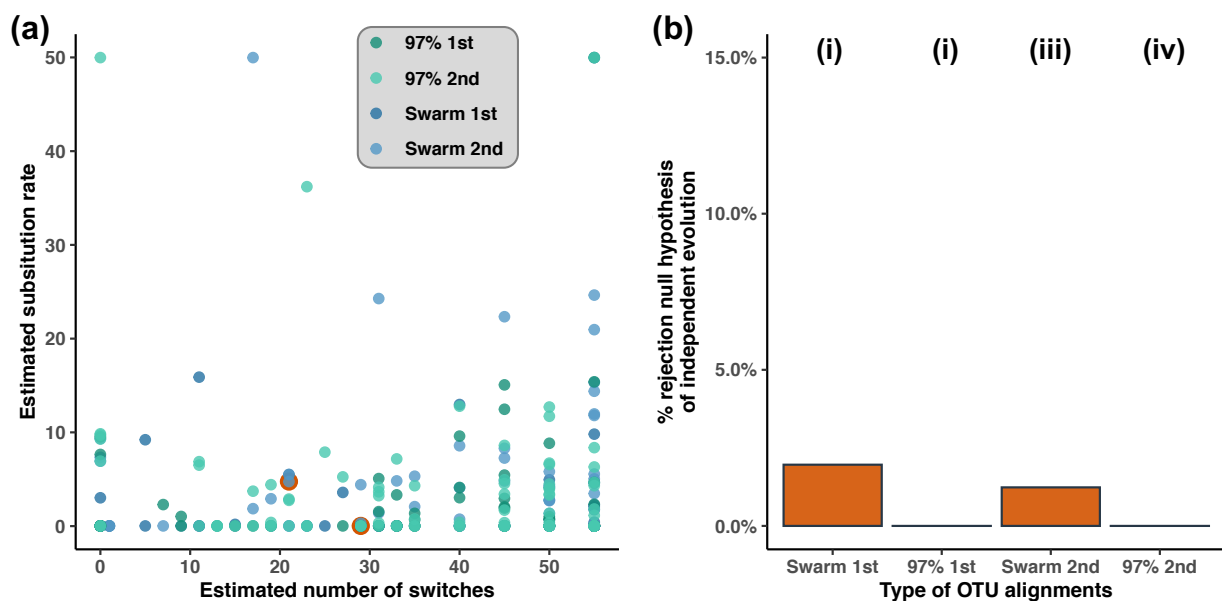 (a)
Estimated subsitution rate
50
40
30
20
10
0
97% 1st
97% 2nd
Swarm 1st
Swarm 2nd
0 10 20 30 40 50
Estimated number of switches
(b)
% rejection null hypothesis
of independent evolution
15.0%
10.0%
5.0%
0.0%
(i) (i) (iii) (iv)
Swarm 1st 97% 1st Swarm 2nd 97% 2nd
Type of OTU alignments